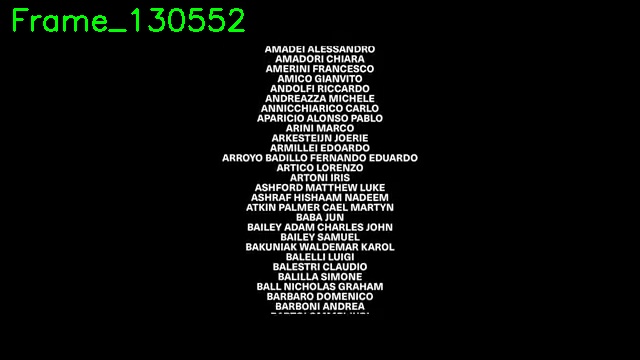 Frame_130552
AMADEI ALESSANDRO
AMADORI CHIARA
AMERINI FRANCESCO
AMICO GIANVITO
ANDOLFI RICCARDO
ANDREAZZA MICHELE
ANNICCHIARICO CARLO
APARICIO ALONSO PABLO
ARINI MARCO
ARKESTEIJN JOERIE
ARMILLEI EDOARDO
ARROYO BADILLO FERNANDO EDUARDO
ARTICO LORENZO
ARTONI IRIS
ASHFORD MATTHEW LUKE
ASHRAF HISHAAM NADEEM
ATKIN PALMER CAEL MARTYN
BABA JUN
BAILEY ADAM CHARLES JOHN
BAILEY SAMUEL
BAKUNIAK WALDEMAR KAROL
BALELLI LUIGI
BALESTRI CLAUDIO
BALILLA SIMONE
BALL NICHOLAS GRAHAM
BARBARO DOMENICO
BARBONI ANDREA